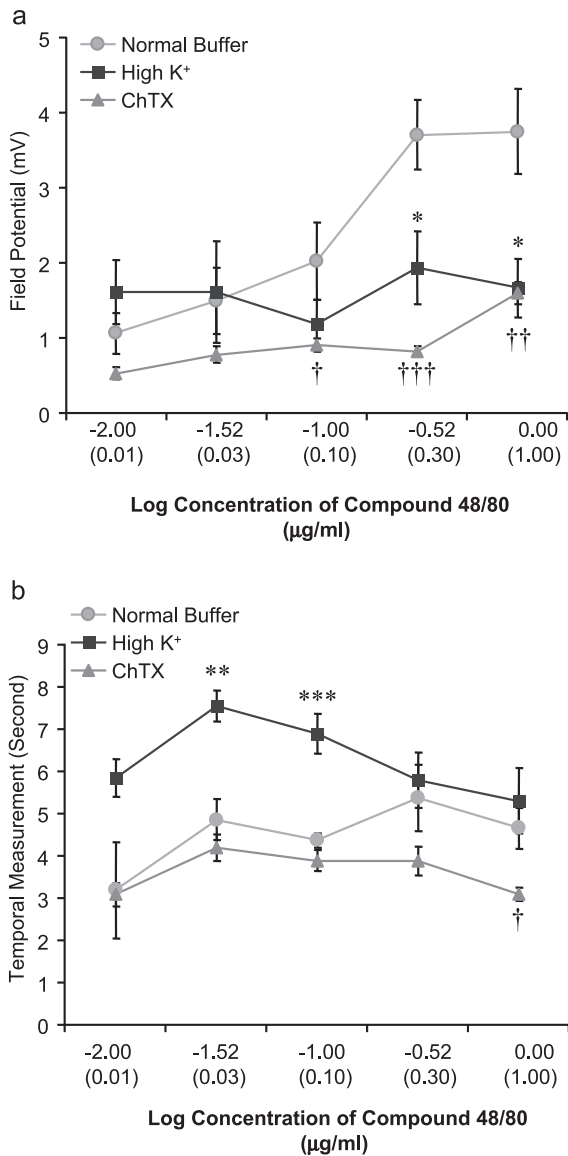 a
Normal Buffer
High K⁺
ChTX
Field Potential (mV)
5
4
3
2
1
0
*
*
†
†††
††
-2.00 -1.52 -1.00 -0.52 0.00
(0.01) (0.03) (0.10) (0.30) (1.00)
Log Concentration of Compound 48/80
(µg/ml)
b
Normal Buffer
High K⁺
ChTX
Temporal Measurement (Second)
9
8
7
6
5
4
3
2
1
0
**
***
†
-2.00 -1.52 -1.00 -0.52 0.00
(0.01) (0.03) (0.10) (0.30) (1.00)
Log Concentration of Compound 48/80
(µg/ml)